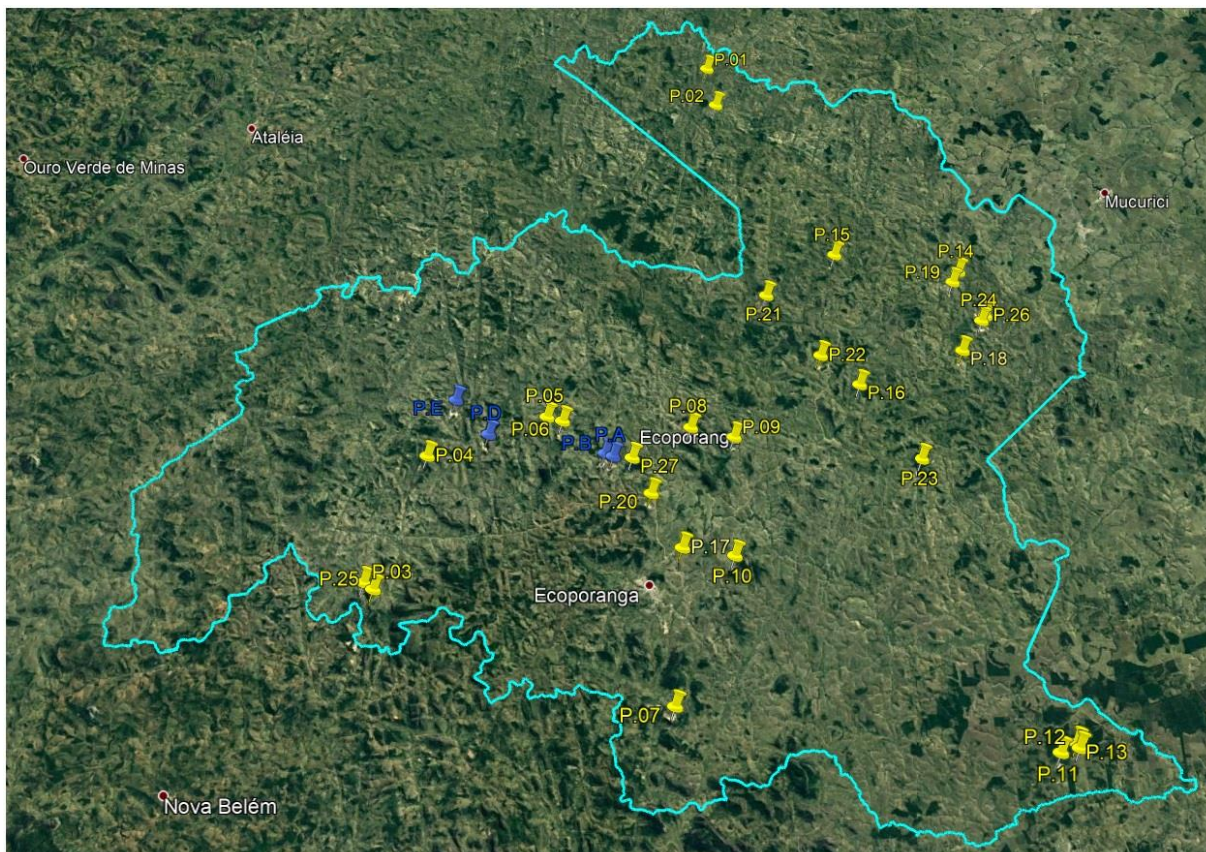 P.01
P.02
Ataléia
Ouro Verde de Minas
Mucurici
P.15
P.14
P.19
P.21
P.24
P.26
P.22
P.18
P.16
P.E
P.D
P.05
P.06
P.08
P.B
P.A
Ecoporang
P.09
P.04
P.27
P.23
P.20
P.17
P.10
P.25
P.03
Ecoporanga
P.07
P.12
P.13
P.11
Nova Belém